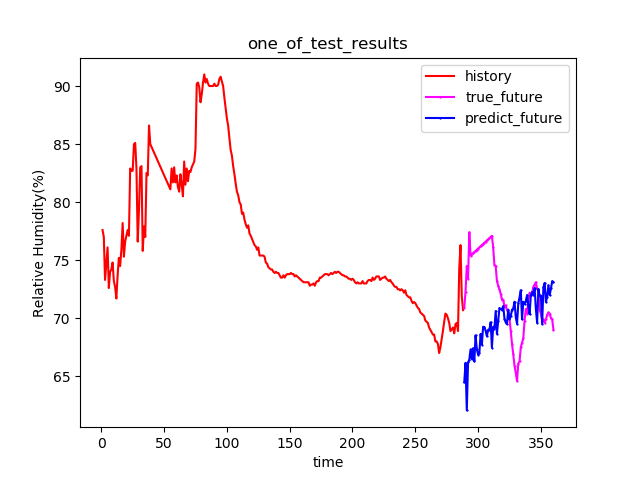 one_of_test_results
history
true_future
predict_future
Relative Humidity(%)
90
85
80
75
70
65
0
50
100
150
200
250
300
350
time